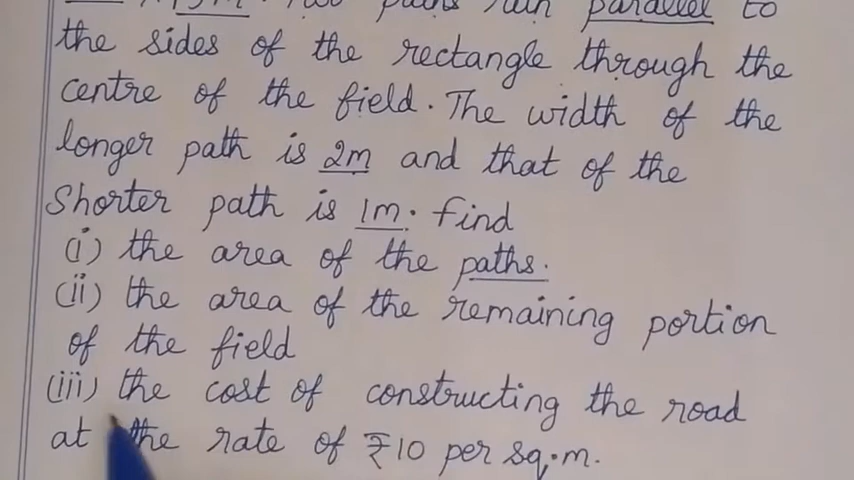 paths run parallel to
the sides of the rectangle through the
centre of the field. The width of the
longer path is 2m and that of the
Shorter path is 1m. find
(i) the area of the paths.
(ii) the area of the remaining portion
of the field
(iii) the cost of constructing the road
at the rate of ₹10 per sq.m.